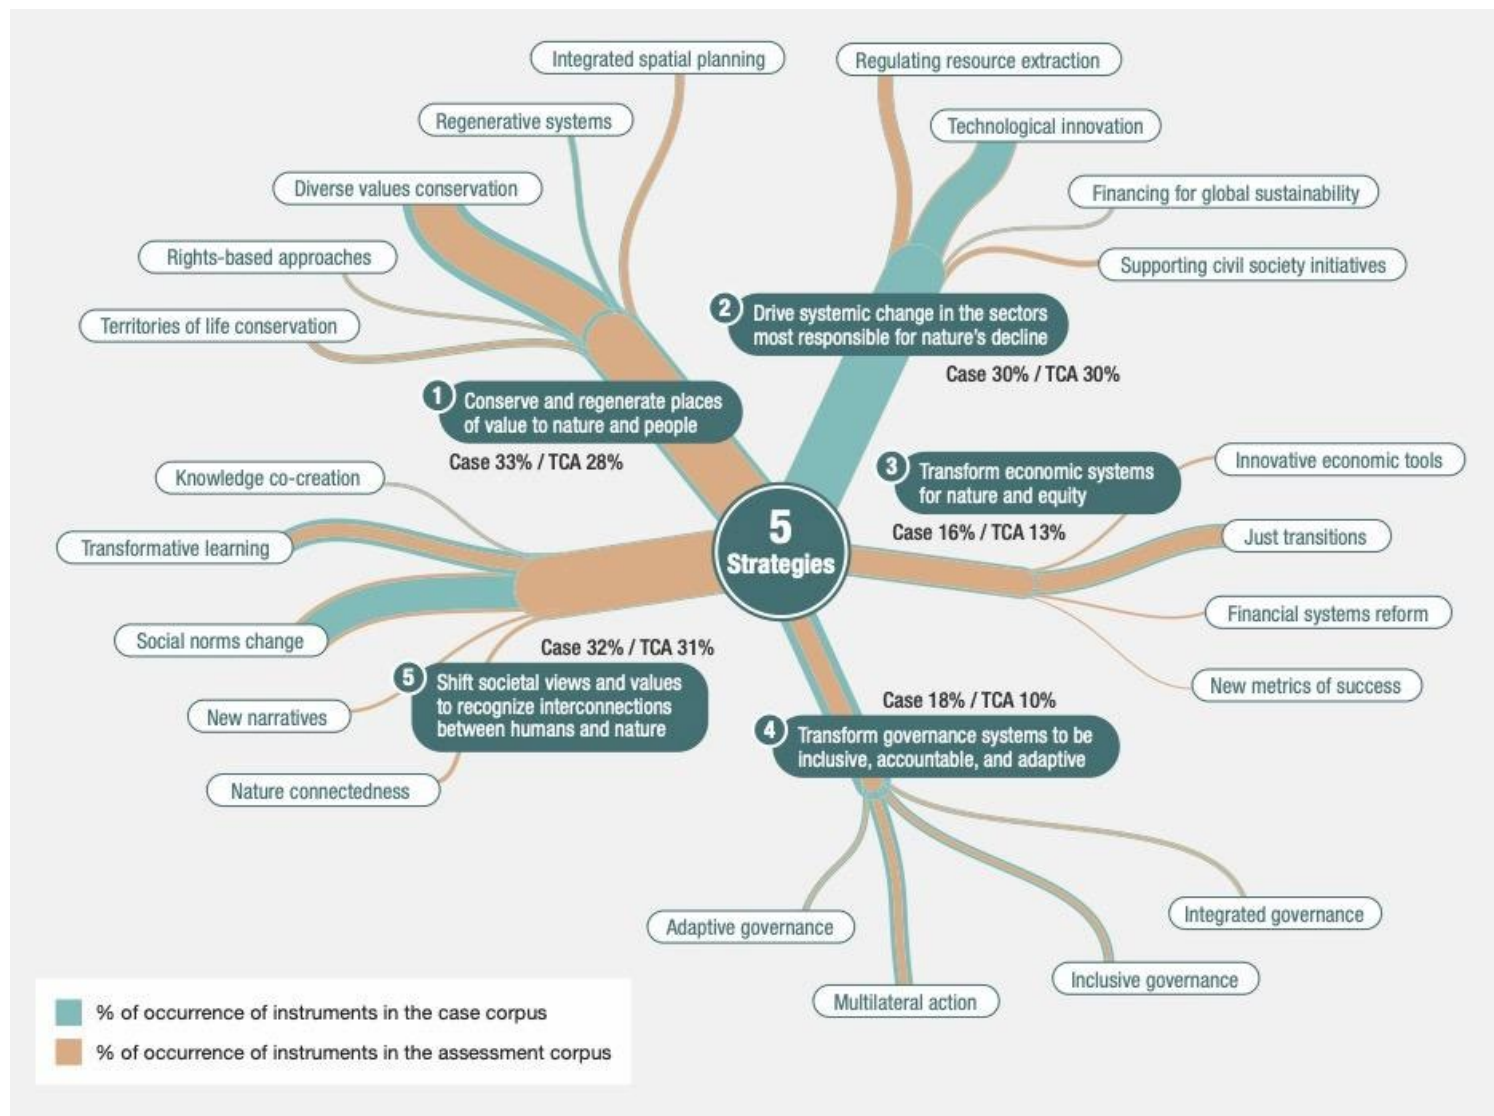 Integrated spatial planning
Regulating resource extraction
Regenerative systems
Technological innovation
Diverse values conservation
Financing for global sustainability
Rights-based approaches
Supporting civil society initiatives
Territories of life conservation
2
Drive systemic change in the sectors
most responsible for nature's decline
Case 30% / TCA 30%
1
Conserve and regenerate places
of value to nature and people
Case 33% / TCA 28%
Knowledge co-creation
3
Transform economic systems
for nature and equity
Case 16% / TCA 13%
Innovative economic tools
Transformative learning
5
Strategies
Just transitions
Social norms change
Financial systems reform
Case 32% / TCA 31%
5
Shift societal views and values
to recognize interconnections
between humans and nature
New metrics of success
New narratives
Case 18% / TCA 10%
4
Transform governance systems to be
inclusive, accountable, and adaptive
Nature connectedness
Adaptive governance
Integrated governance
Inclusive governance
Multilateral action
% of occurrence of instruments in the case corpus
% of occurrence of instruments in the assessment corpus